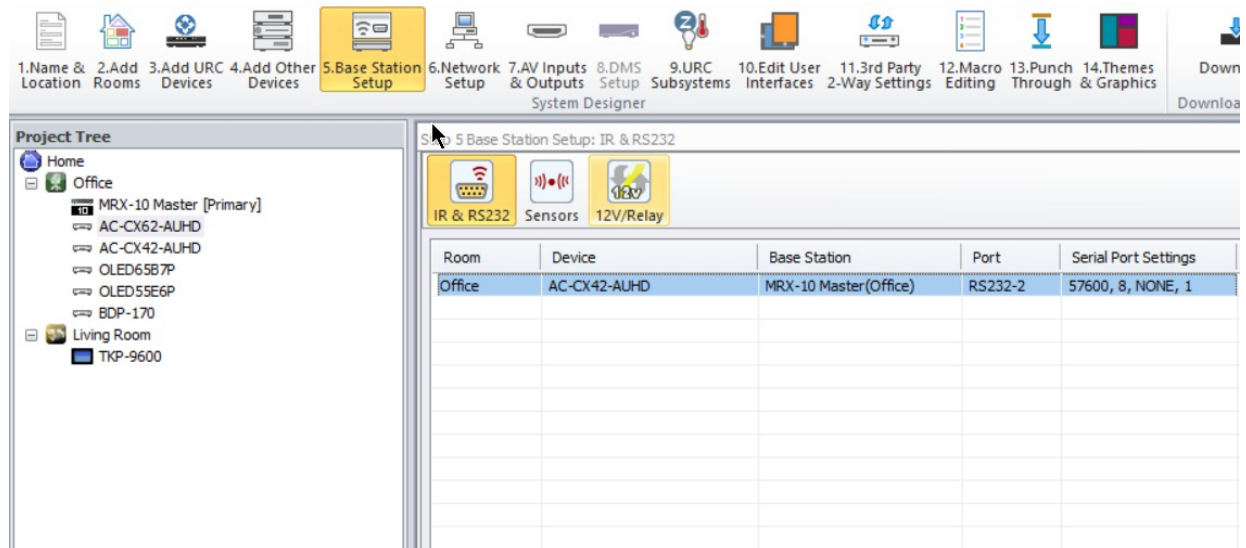 1.Name & Location
2.Add Rooms
3.Add URC Devices
4.Add Other Devices
5.Base Station Setup
6.Network Setup
7.AV Inputs & Outputs
8.DMS Setup
9.URC Subsystems
10.Edit User Interfaces
11.3rd Party 2-Way Settings
12.Macro Editing
13.Punch Through
14.Themes & Graphics
Down
System Designer
Downloa
Project Tree
Home
Office
10 MRX-10 Master [Primary]
AC-CX62-AUHD
AC-CX42-AUHD
OLED65B7P
OLED55E6P
BDP-170
Living Room
TKP-9600
5 Base Station Setup: IR & RS232
IR & RS232
Sensors
12v
12V/Relay
Room Device Base Station Port Serial Port Settings
Office AC-CX42-AUHD MRX-10 Master(Office) RS232-2 57600, 8, NONE, 1